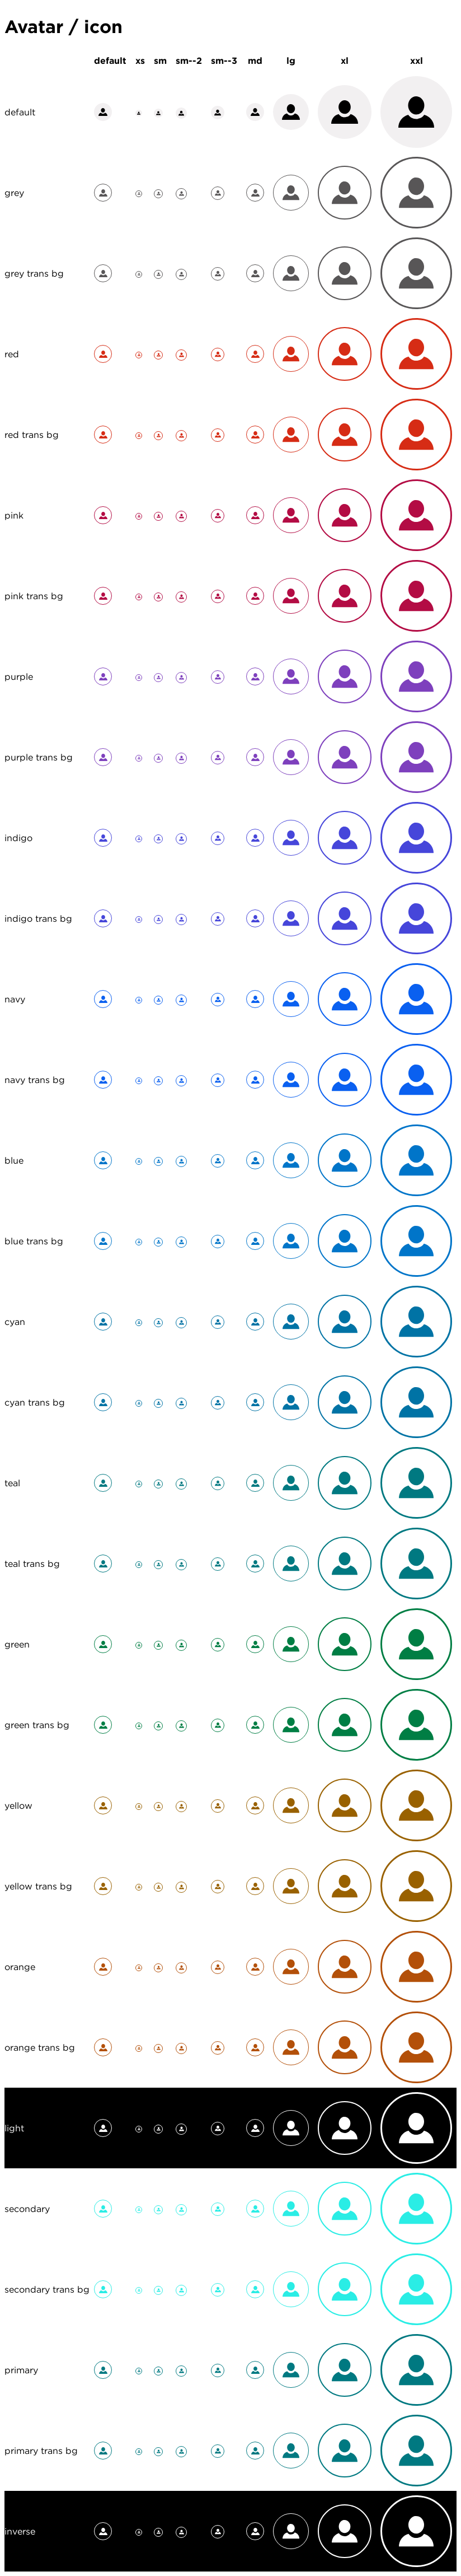 Avatar / icon
default xs sm sm--2 sm--3 md lg xl xxl
default
grey
grey trans bg
red
red trans bg
pink
pink trans bg
purple
purple trans bg
indigo
indigo trans bg
navy
navy trans bg
blue
blue trans bg
cyan
cyan trans bg
teal
teal trans bg
green
green trans bg
yellow
yellow trans bg
orange
orange trans bg
light
secondary
secondary trans bg
primary
primary trans bg
inverse